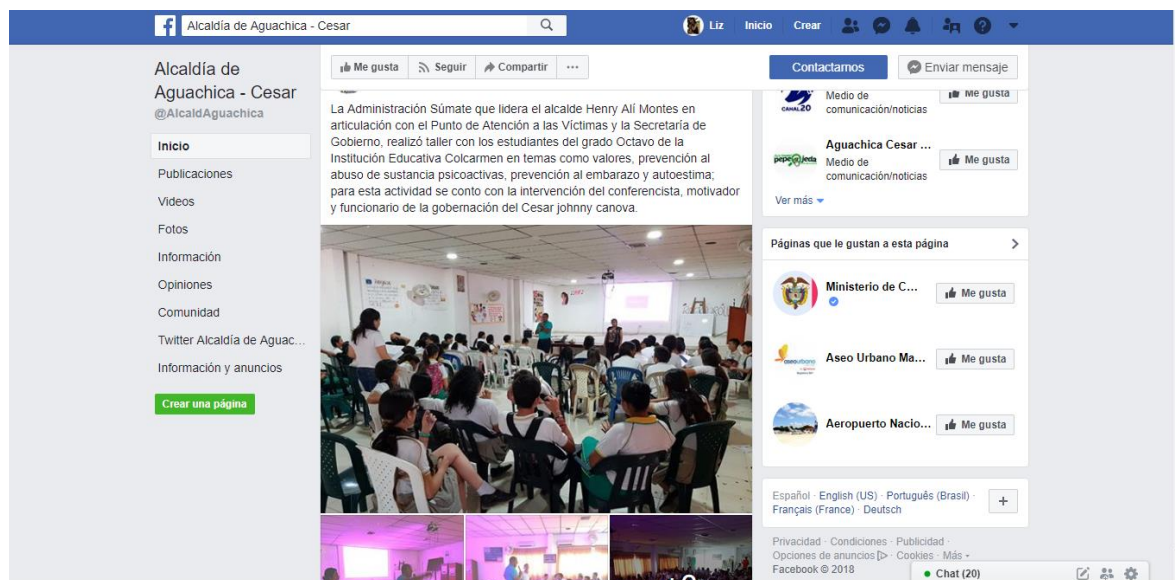 Alcaldía de Aguachica - Cesar
Liz
Inicio
Crear
Alcaldía de
Aguachica - Cesar
@AlcaldAguachica
Inicio
Publicaciones
Videos
Fotos
Información
Opiniones
Comunidad
Twitter Alcaldía de Aguac...
Información y anuncios
Crear una página
Me gusta
Seguir
Compartir
La Administración Súmate que lidera el alcalde Henry Alí Montes en
articulación con el Punto de Atención a las Víctimas y la Secretaría de
Gobierno, realizó taller con los estudiantes del grado Octavo de la
Institución Educativa Colcarmen en temas como valores, prevención al
abuso de sustancia psicoactivas, prevención al embarazo y autoestima;
para esta actividad se conto con la intervención del conferencista, motivador
y funcionario de la gobernación del Cesar johnny canova.
Contactarnos
Enviar mensaje
CANAL20
Medio de
comunicación/noticias
Me gusta
Aguachica Cesar ...
Medio de
comunicación/noticias
Me gusta
Ver más
Páginas que le gustan a esta página
Ministerio de C...
Me gusta
Aseo Urbano Ma...
Me gusta
Aeropuerto Nacio...
Me gusta
Español · English (US) · Português (Brasil) ·
Français (France) · Deutsch
Privacidad · Condiciones · Publicidad ·
Opciones de anuncios · Cookies · Más
Facebook © 2018
Chat (20)